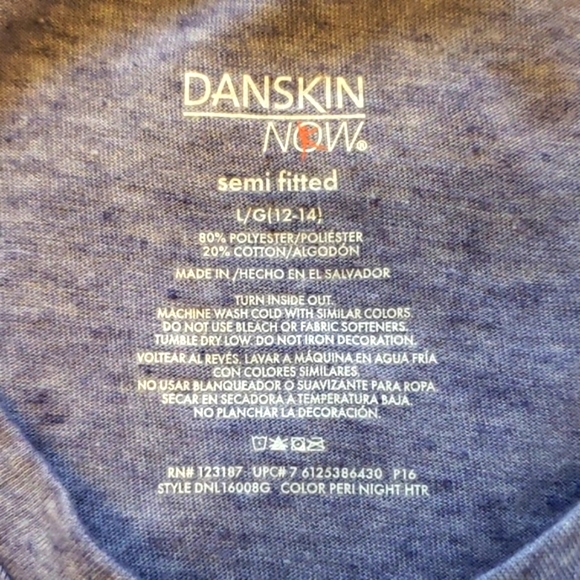 DANSKIN
NOW®
semi fitted
L/G(12-14)
80% POLYESTER/POLIÉSTER
20% COTTON/ALGODÓN
MADE IN /HECHO EN EL SALVADOR
TURN INSIDE OUT.
MACHINE WASH COLD WITH SIMILAR COLORS.
DO NOT USE BLEACH OR FABRIC SOFTENERS.
TUMBLE DRY LOW. DO NOT IRON DECORATION.
VOLTEAR AL REVÉS. LAVAR A MÁQUINA EN AGUA FRÍA
CON COLORES SIMILARES.
NO USAR BLANQUEADOR O SUAVIZANTE PARA ROPA.
SECAR EN SECADORA A TEMPERATURA BAJA.
NO PLANCHAR LA DECORACIÓN.
RN# 123187 UPC# 7 6125386430 P16
STYLE DNL16008G COLOR PERI NIGHT HTR